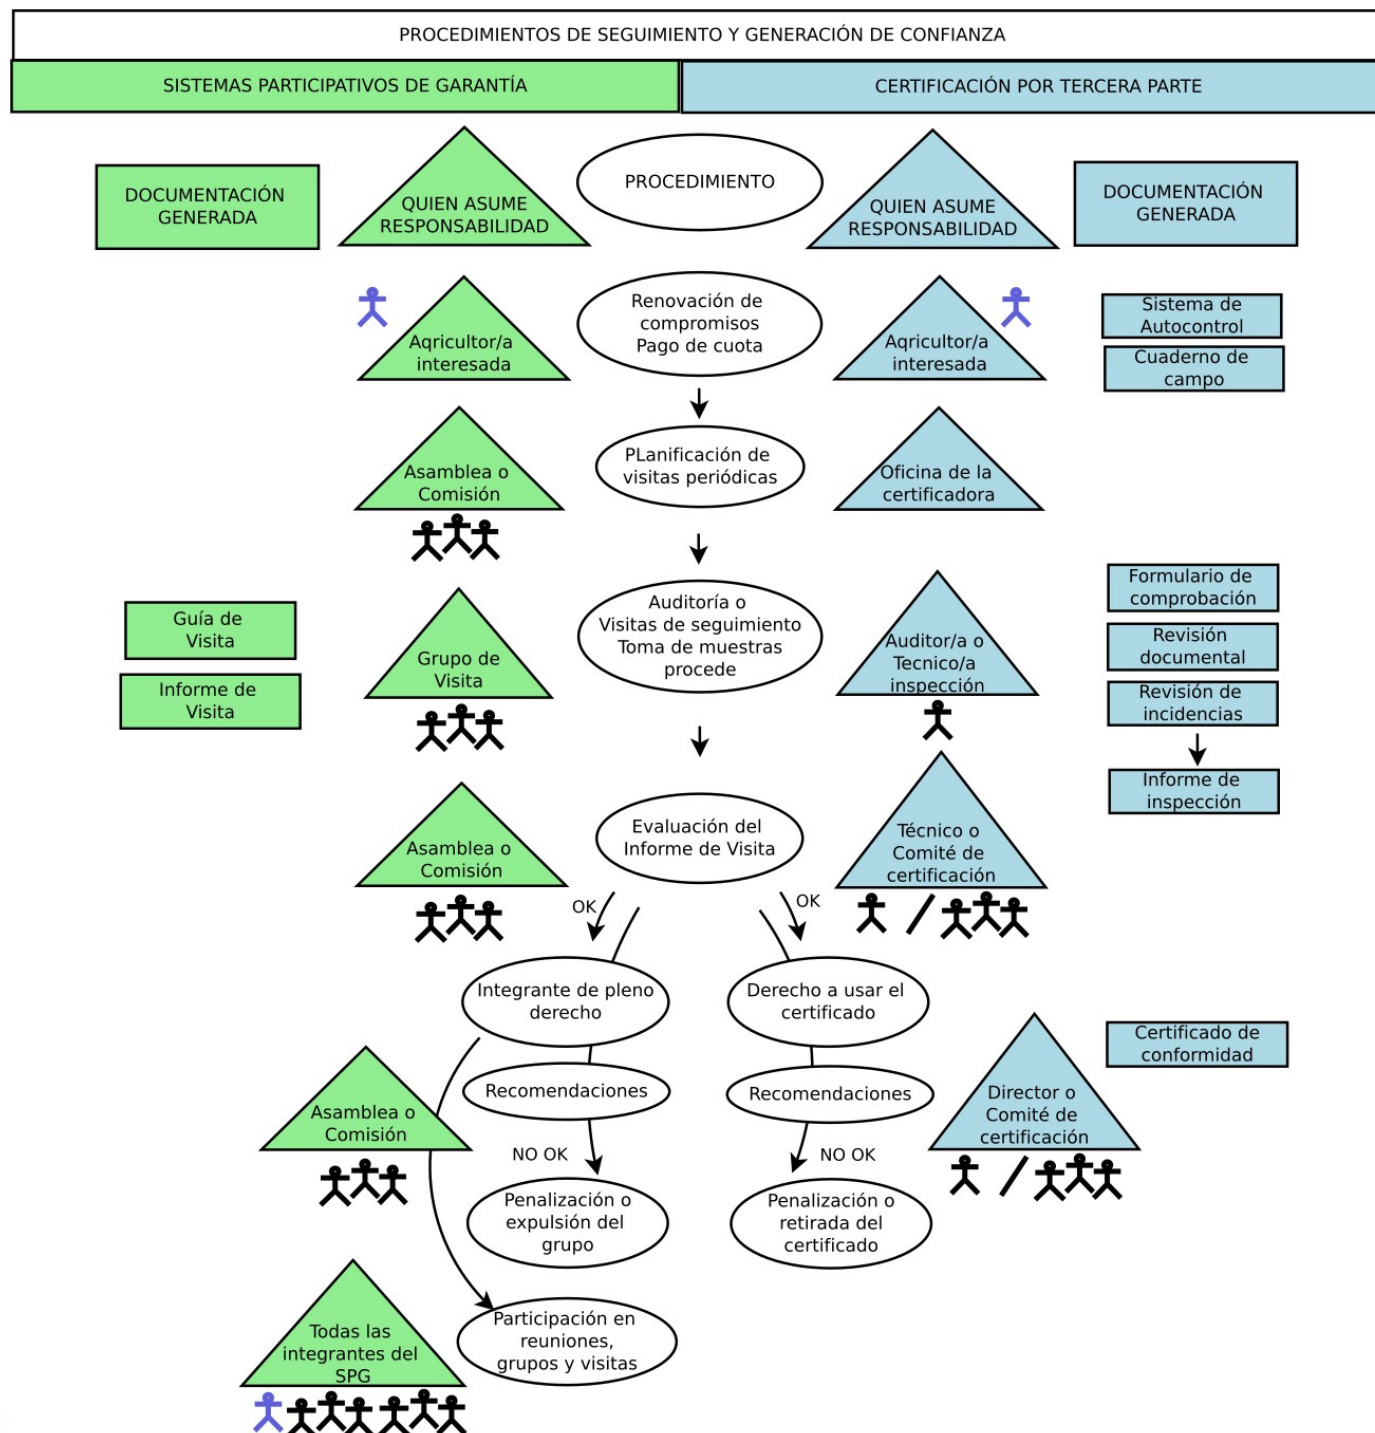 PROCEDIMIENTOS DE SEGUIMIENTO Y GENERACIÓN DE CONFIANZA
SISTEMAS PARTICIPATIVOS DE GARANTÍA
CERTIFICACIÓN POR TERCERA PARTE
DOCUMENTACIÓN
GENERADA
QUIEN ASUME
RESPONSABILIDAD
PROCEDIMIENTO
QUIEN ASUME
RESPONSABILIDAD
DOCUMENTACIÓN
GENERADA
Aqricultor/a
interesada
Renovación de
compromisos
Pago de cuota
Aqricultor/a
interesada
Sistema de
Autocontrol
Cuaderno de
campo
Asamblea o
Comisión
PLanificación de
visitas periódicas
Oficina de la
certificadora
Guía de
Visita
Informe de
Visita
Grupo de
Visita
Auditoría o
Visitas de seguimiento
Toma de muestras
procede
Auditor/a o
Tecnico/a
inspección
Formulario de
comprobación
Revisión
documental
Revisión de
incidencias
Informe de
inspección
Asamblea o
Comisión
Evaluación del
Informe de Visita
Técnico o
Comité de
certificación
OK
OK
Integrante de pleno
derecho
Derecho a usar el
certificado
Certificado de
conformidad
Asamblea o
Comisión
Recomendaciones
Recomendaciones
Director o
Comité de
certificación
NO OK
NO OK
Penalización o
expulsión del
grupo
Penalización o
retirada del
certificado
Todas las
integrantes del
SPG
Participación en
reuniones,
grupos y visitas